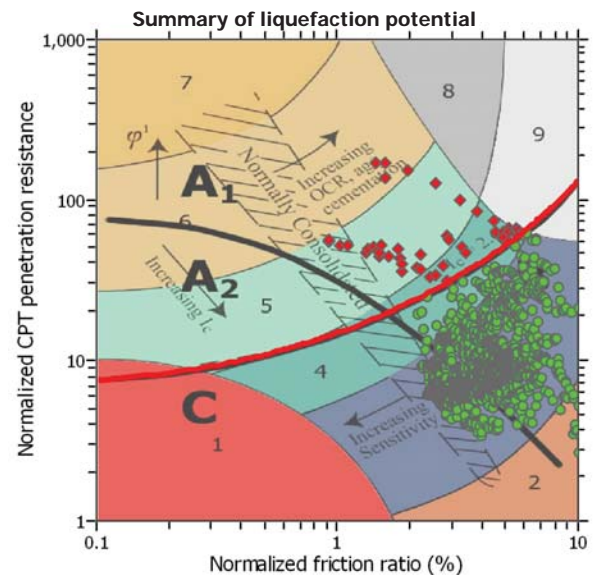 Summary of liquefaction potential
Normalized CPT penetration resistance
1,000
100
10
1
7
8
9
φ'
A1
6
Increasing
OCR, age
cementation
Normally Consolidated
A2
Increasing Ic
5
4
C
1
Increasing
Sensitivity
2
0.1
1
10
Normalized friction ratio (%)